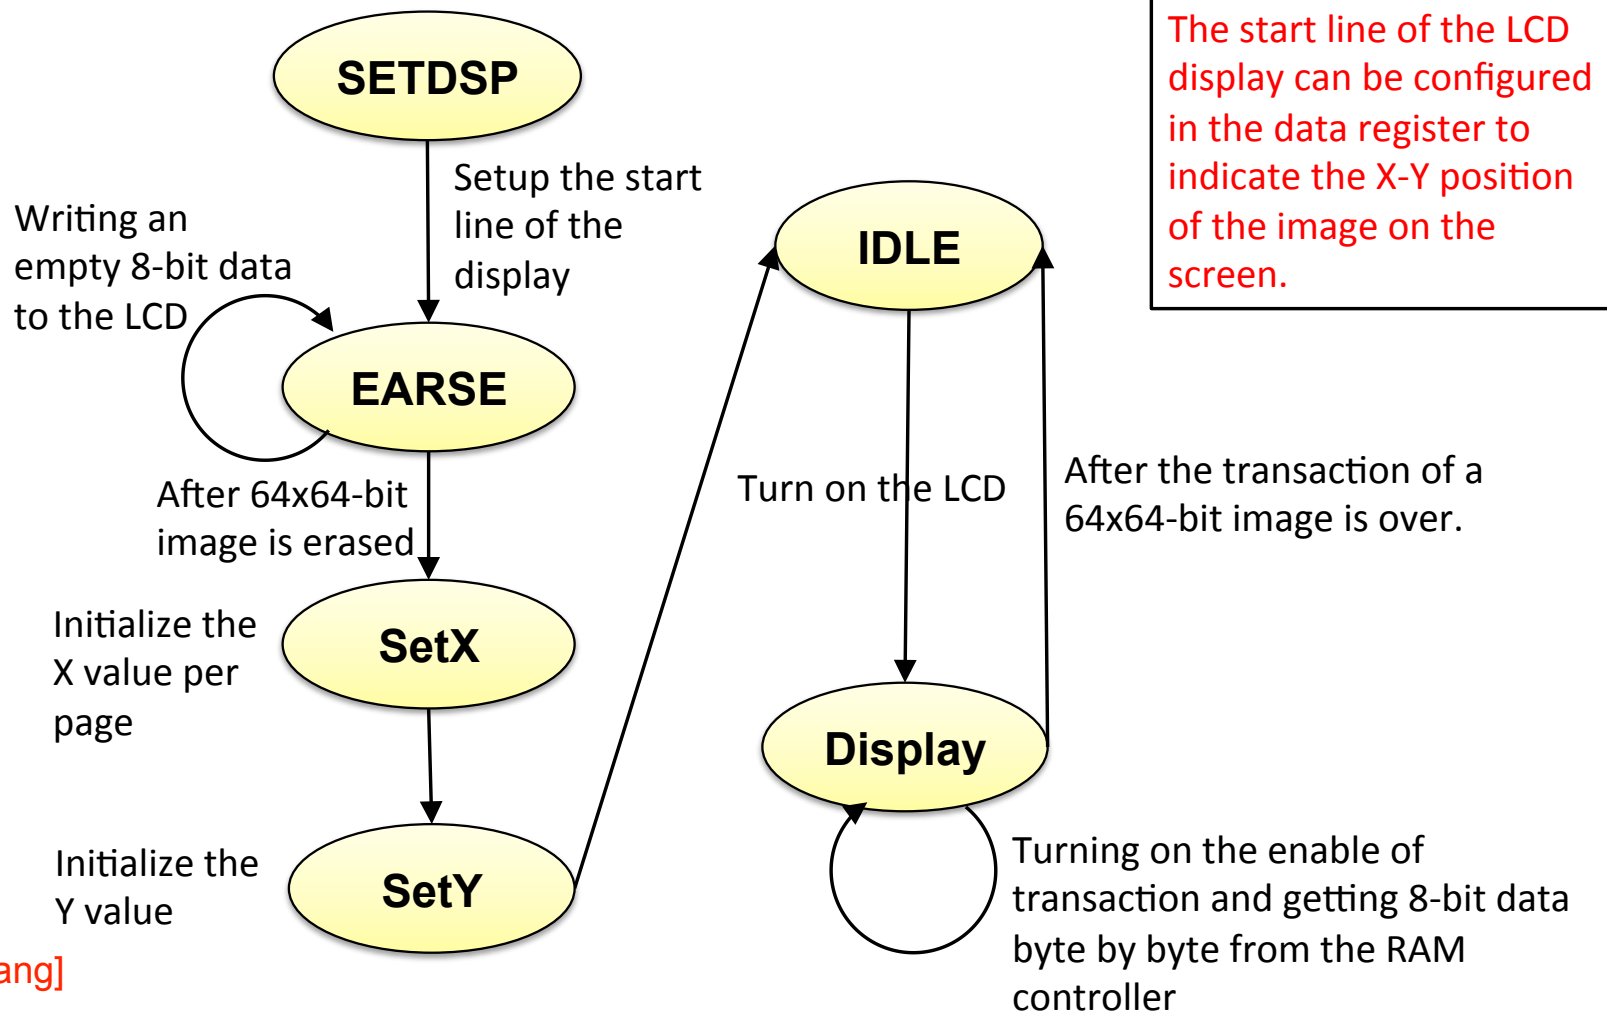 SETDSP
Setup the start
line of the
display
Writing an
empty 8-bit data
to the LCD
EARSE
After 64x64-bit
image is erased
Initialize the
X value per
page
SetX
Initialize the
Y value
SetY
IDLE
Turn on the LCD
After the transaction of a
64x64-bit image is over.
Display
Turning on the enable of
transaction and getting 8-bit data
byte by byte from the RAM
controller
The start line of the LCD
display can be configured
in the data register to
indicate the X-Y position
of the image on the
screen.
ang]